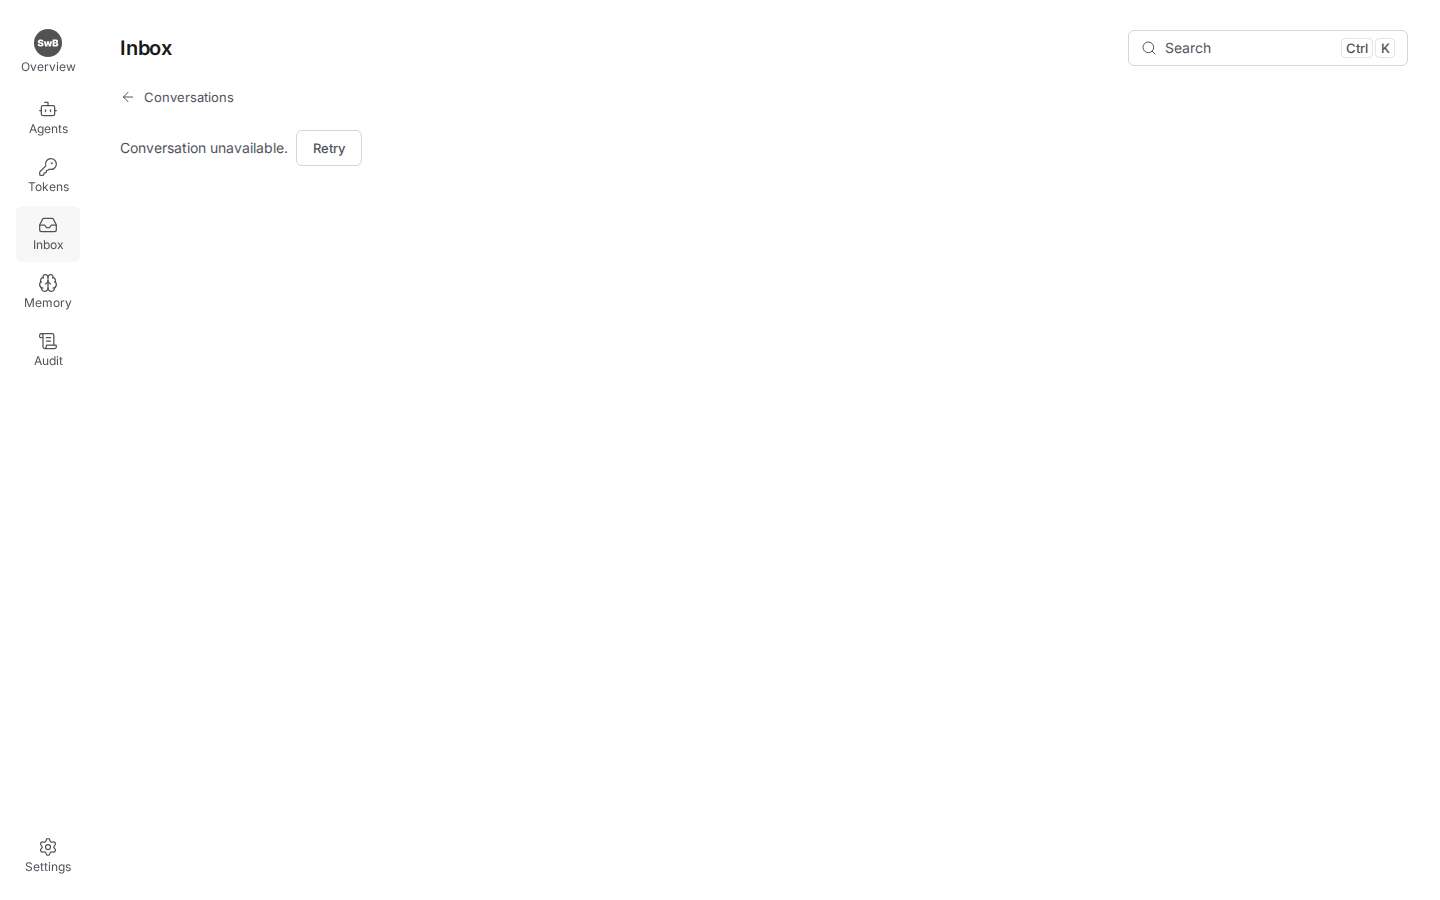 SwB
Overview
Agents
Tokens
Inbox
Memory
Audit
Settings
Inbox
Search Ctrl K
Conversations
Conversation unavailable. Retry